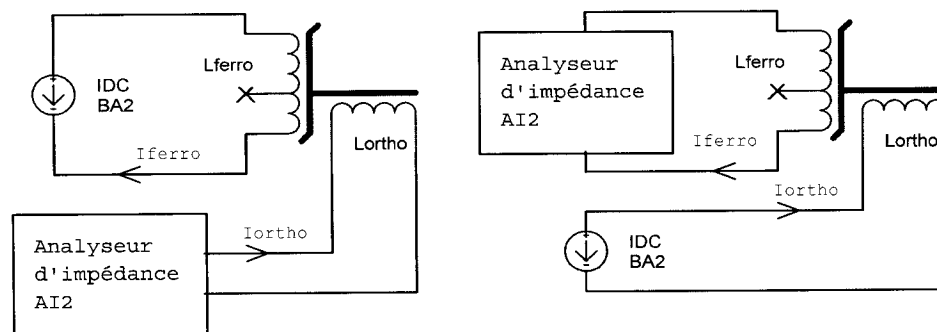 Lferro
IDC
BA2
Iferro
Lortho
Iortho
Analyseur
d'impédance
AI2
Analyseur
d'impédance
AI2
Lferro
Iferro
Lortho
Iortho
IDC
BA2